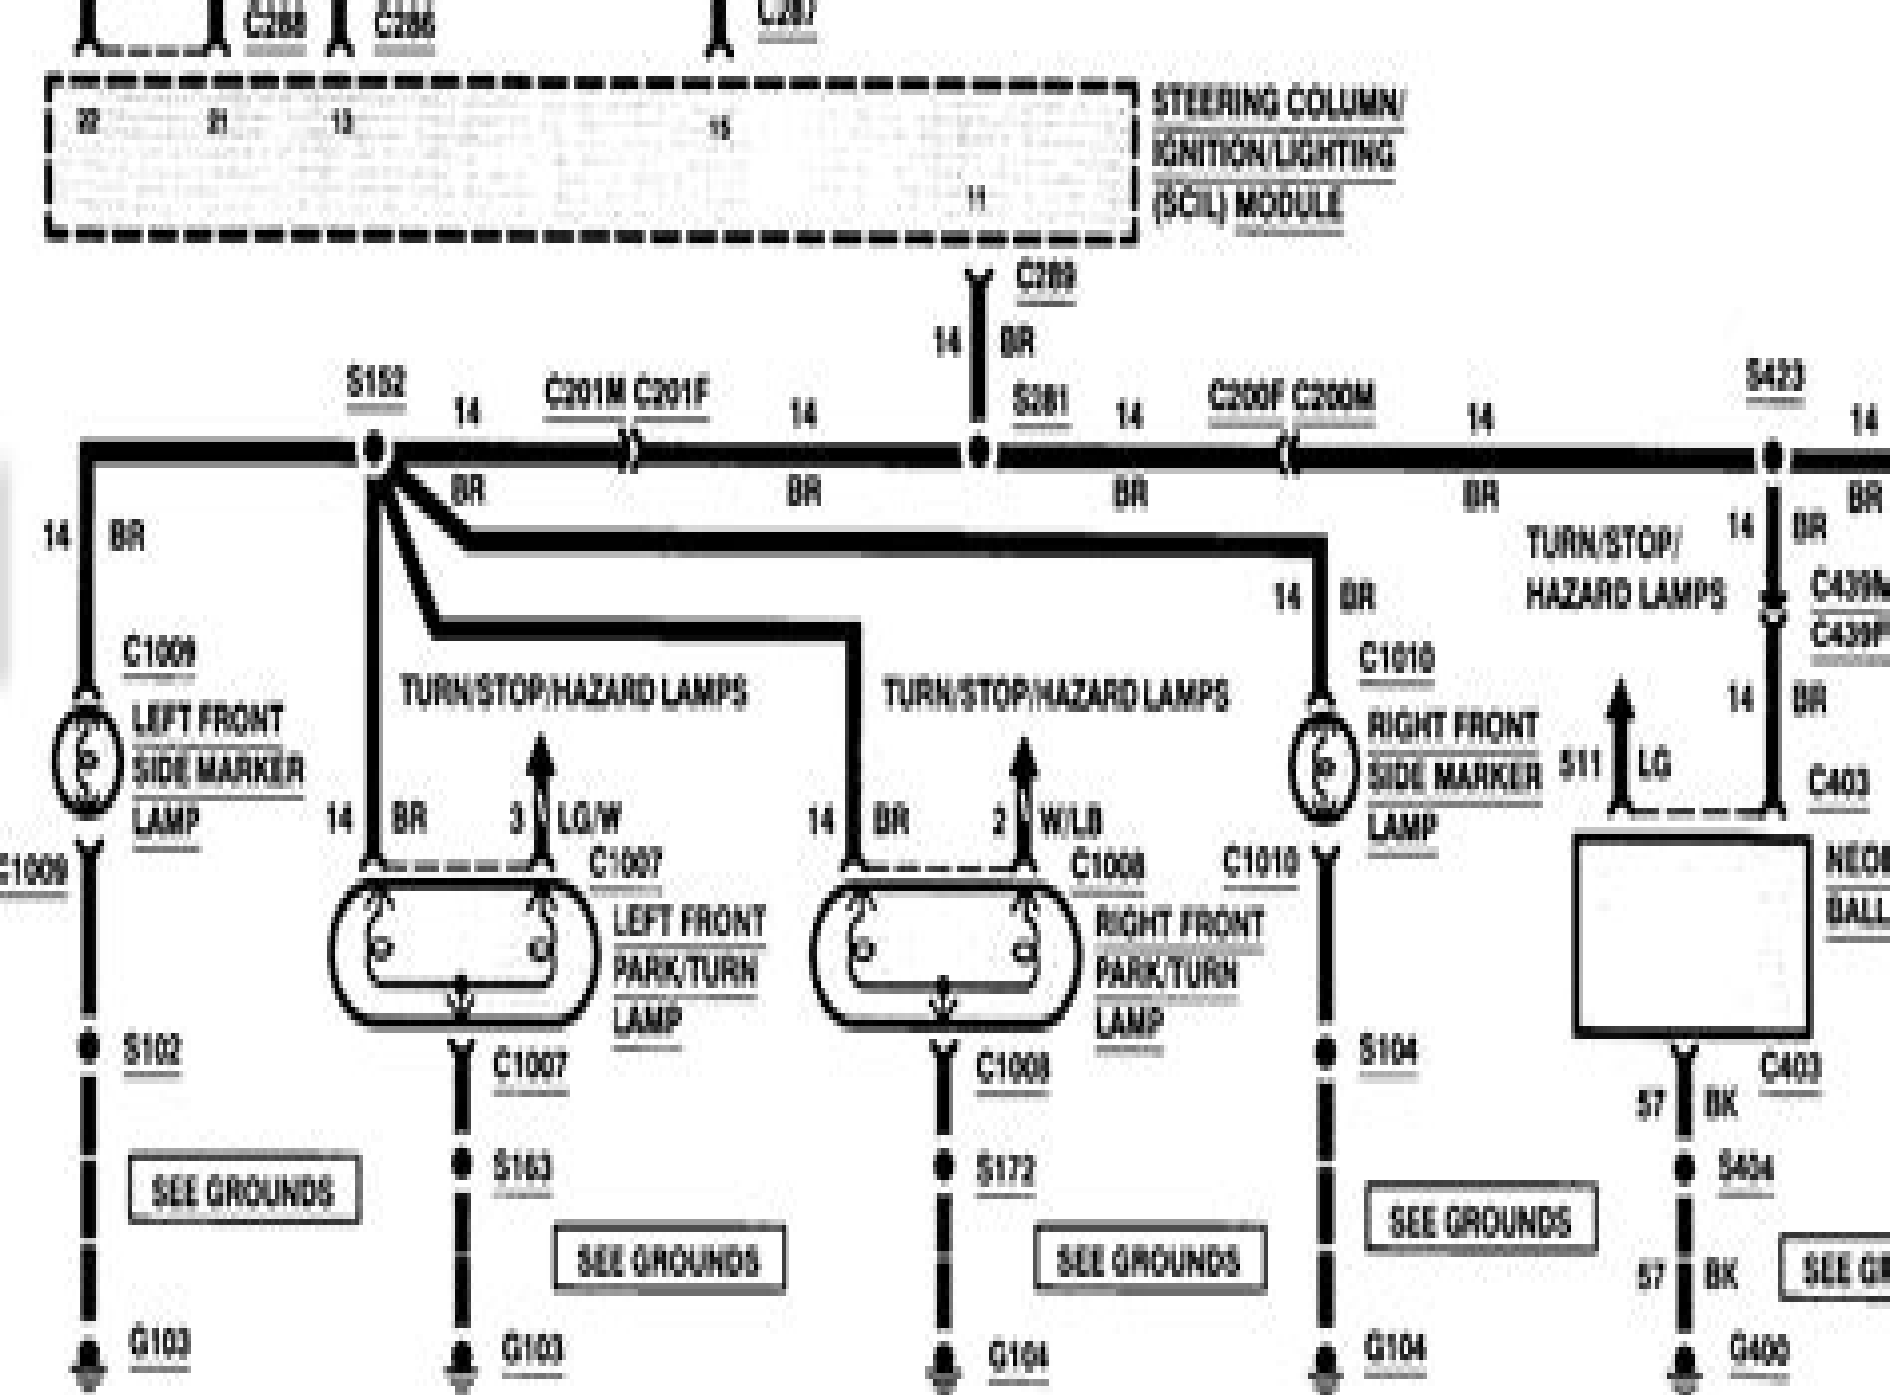 C288
C286
C287
22
21
13
15
11
STEERING COLUMN/
IGNITION/LIGHTING
(SCIL) MODULE
C289
14 BR
S152
14
C201M C201F
14
S281
14
C200F C200M
14
S423
14
BR
BR
BR
BR
BR
14 BR
14 BR
TURN/STOP/
HAZARD LAMPS
14 BR
C439M
C439F
C1009
C1010
TURN/STOP/HAZARD LAMPS
TURN/STOP/HAZARD LAMPS
14 BR
LEFT FRONT
SIDE MARKER
LAMP
RIGHT FRONT
SIDE MARKER
LAMP
511 LG
C403
14 BR
3 LG/W
14 BR
2 W/LB
C1009
C1007
C1008
C1010
LEFT FRONT
PARK/TURN
LAMP
RIGHT FRONT
PARK/TURN
LAMP
BALL
S102
C1007
C1008
S104
C403
57 BK
S163
S172
S404
SEE GROUNDS
SEE GROUNDS
SEE GROUNDS
SEE GROUNDS
57 BK
SEE GR
G103
G103
G104
G104
G400